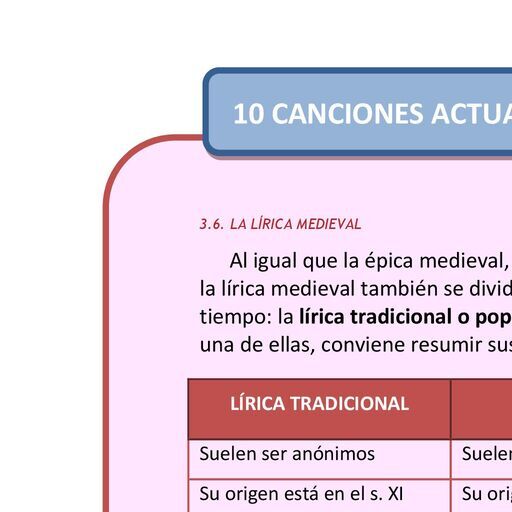 10 CANCIONES ACTUA
3.6. LA LÍRICA MEDIEVAL
Al igual que la épica medieval,
la lírica medieval también se divid
tiempo: la lírica tradicional o pop
una de ellas, conviene resumir sus
LÍRICA TRADICIONAL
Suelen ser anónimos Suelen
Su origen está en el s. XI Su orig